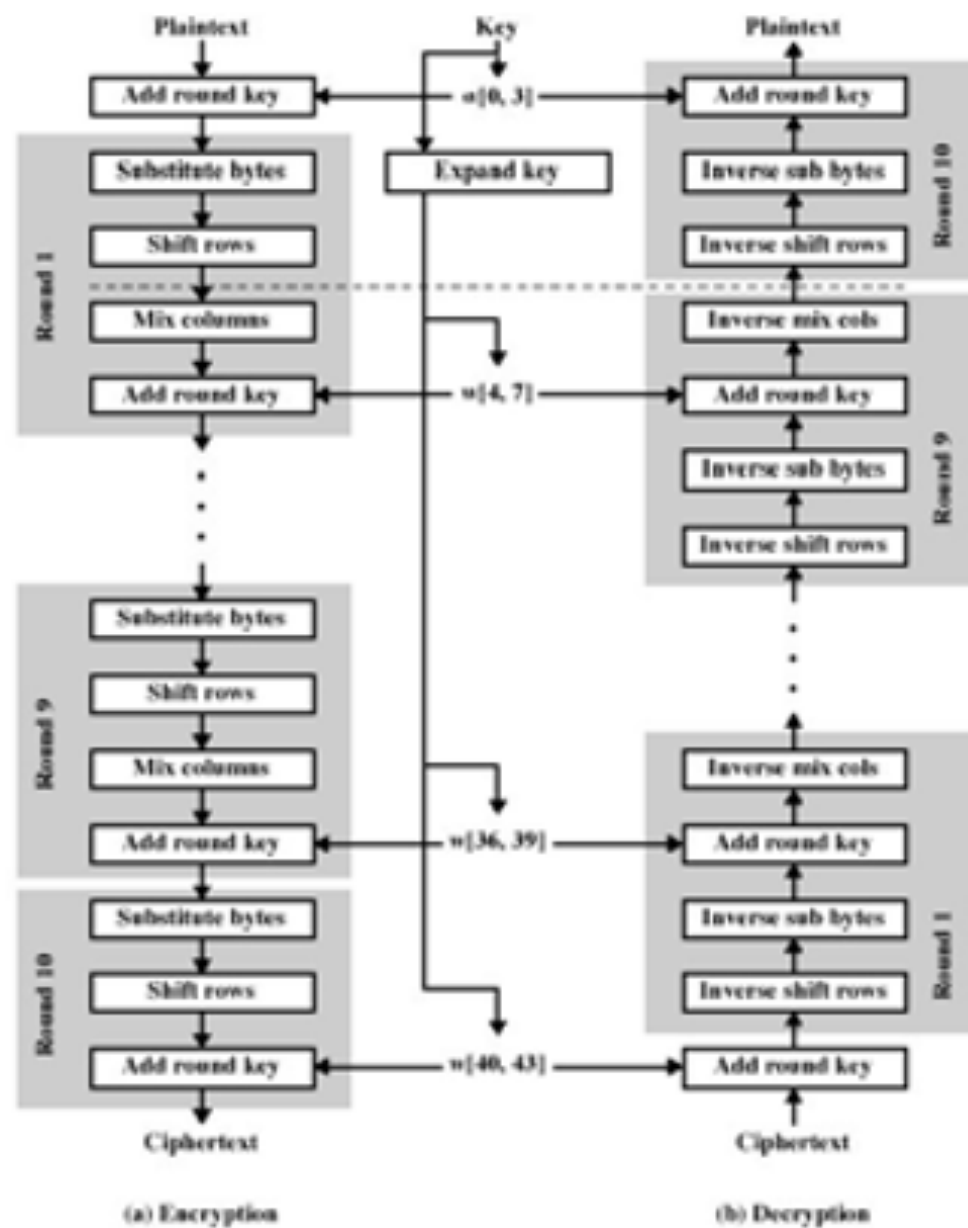 Plaintext
Add round key
Round 1
Substitute bytes
Shift rows
Mix columns
Add round key
Round 9
Substitute bytes
Shift rows
Mix columns
Add round key
Round 10
Substitute bytes
Shift rows
Add round key
Ciphertext
(a) Encryption
Key
w[0, 3]
Expand key
w[4, 7]
w[36, 39]
w[40, 43]
Plaintext
Add round key
Inverse sub bytes
Inverse shift rows
Round 10
Inverse mix cols
Add round key
Inverse sub bytes
Inverse shift rows
Round 9
Inverse mix cols
Add round key
Inverse sub bytes
Inverse shift rows
Round 1
Add round key
Ciphertext
(b) Decryption